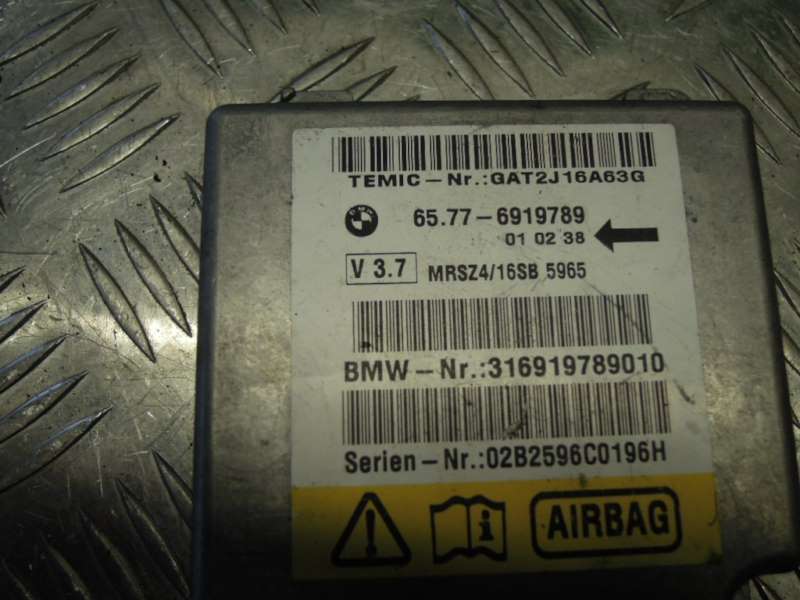 TEMIC-Nr.:GAT2J16A63G
65.77-6919789
01 02 38
V 3.7 MRSZ4/16SB 5965
BMW-Nr.:316919789010
Serien-Nr.:02B2596C0196H
AIRBAG